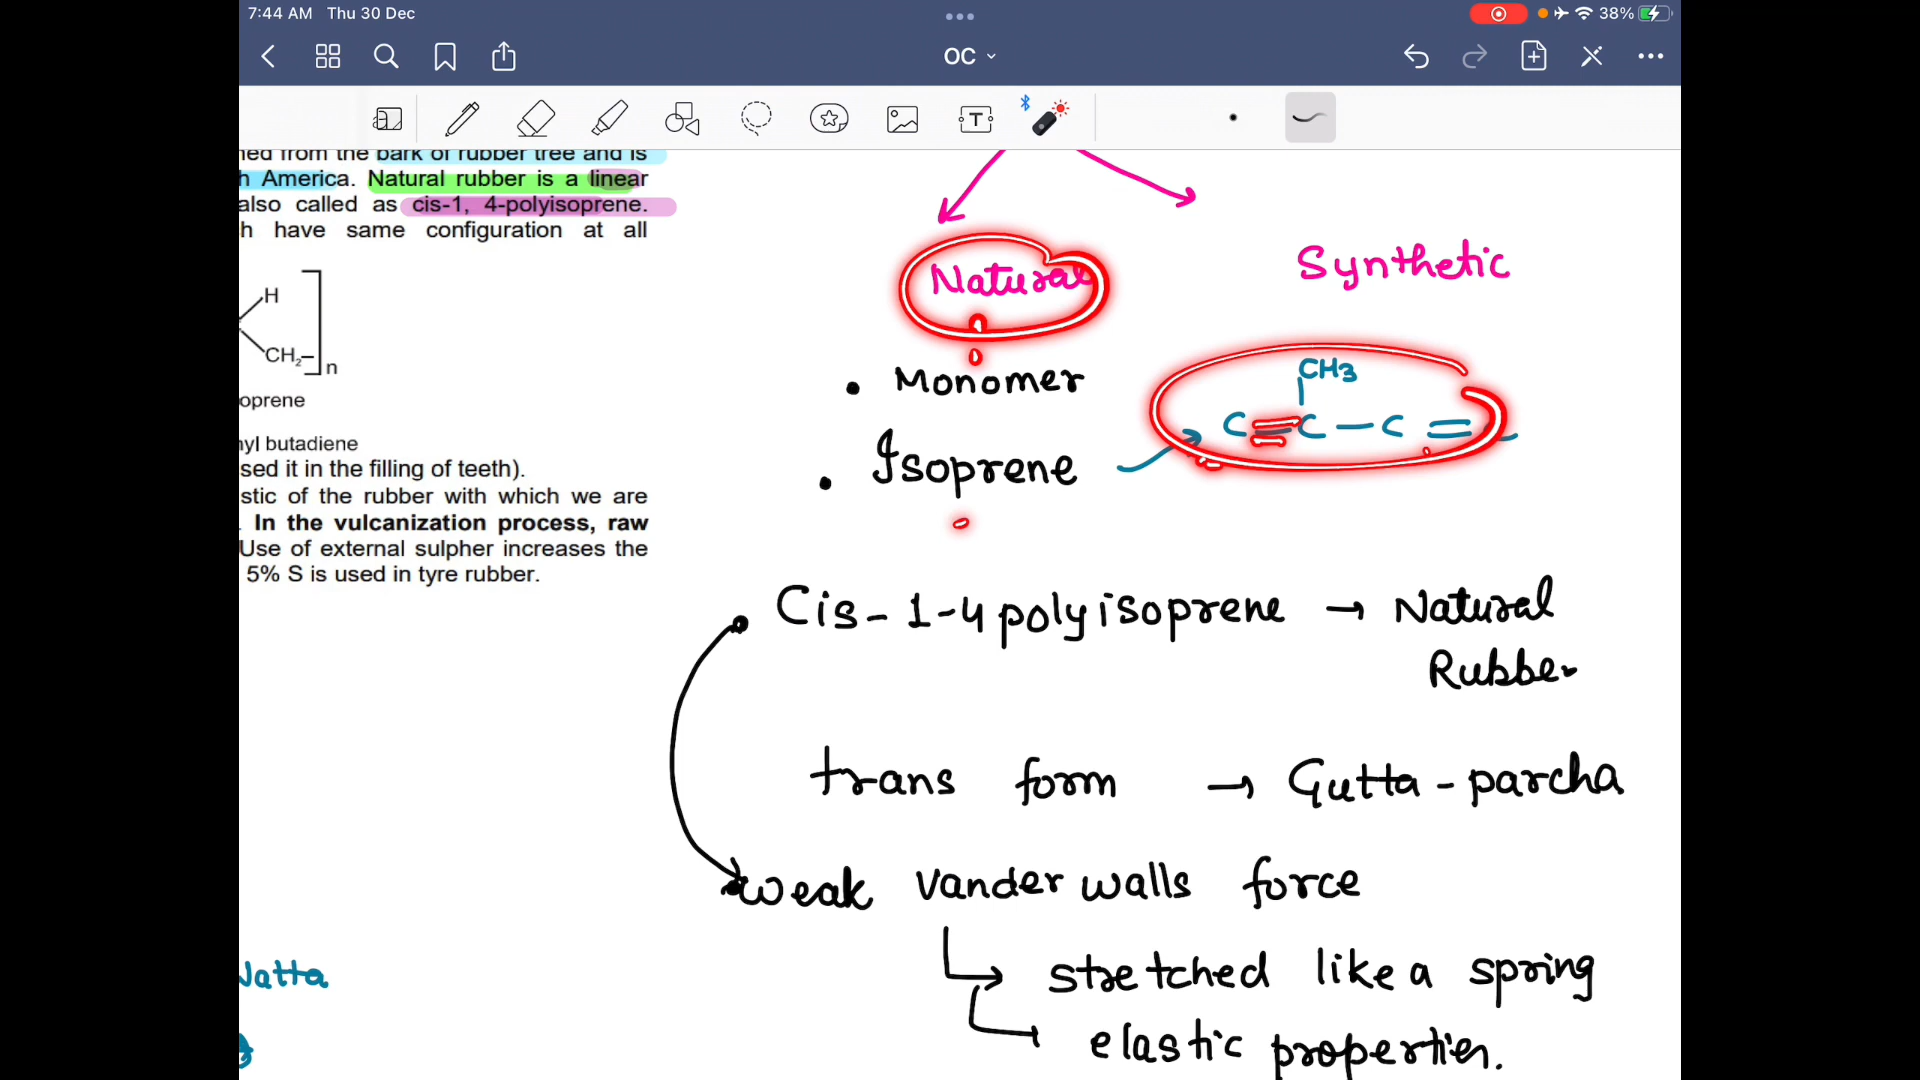 7:44 AM Thu 30 Dec
38%
OC
ned from the bark of rubber tree and is
h America. Natural rubber is a linear
also called as cis-1, 4-polyisoprene.
h have same configuration at all
H
CH2
n
oprene
nyl butadiene
sed it in the filling of teeth).
stic of the rubber with which we are
. In the vulcanization process, raw
Use of external sulpher increases the
5% S is used in tyre rubber.
Natta
Natural
Synthetic
• Monomer
CH3
C = C - C =
• Isoprene
Cis-1-4 polyisoprene → Natural
Rubber
trans form → Gutta-parcha
weak vander walls force
stretched like a spring
elastic properties.